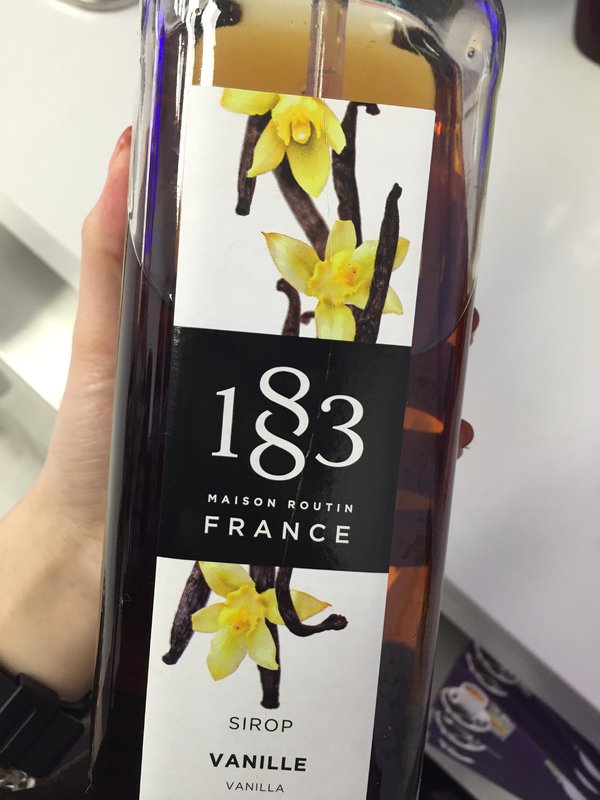 1883
MAISON ROUTIN
FRANCE
SIROP
VANILLE
VANILLA